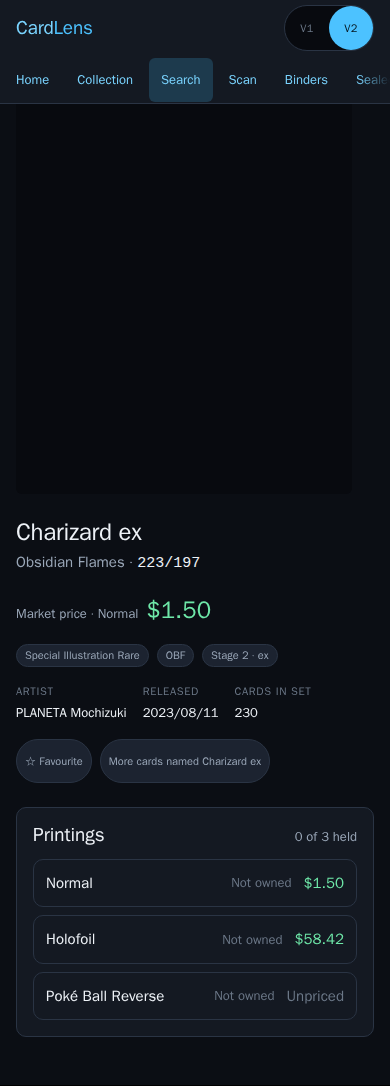 CardLens
V1
V2
Home
Collection
Search
Scan
Binders
Seale
Charizard ex
Obsidian Flames · 223/197
Market price · Normal $1.50
Special Illustration Rare
OBF
Stage 2 · ex
ARTIST
PLANETA Mochizuki
RELEASED
2023/08/11
CARDS IN SET
230
☆ Favourite
More cards named Charizard ex
Printings
0 of 3 held
Normal
Not owned
$1.50
Holofoil
Not owned
$58.42
Poké Ball Reverse
Not owned
Unpriced